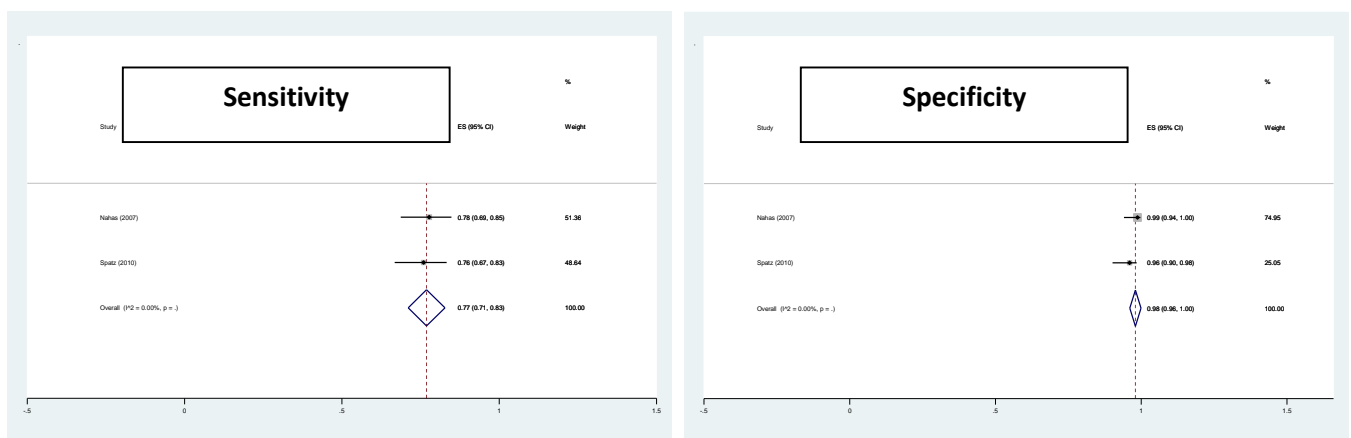 Sensitivity
%
Study ES (95% CI) Weight
Nahas (2007) 0.78 (0.69, 0.85) 51.36
Spatz (2010) 0.76 (0.67, 0.83) 48.64
Overall (I^2 = 0.00%, p = .) 0.77 (0.71, 0.83) 100.00
-.5 0 .5 1 1.5
Specificity
%
Study ES (95% CI) Weight
Nahas (2007) 0.99 (0.94, 1.00) 74.95
Spatz (2010) 0.96 (0.90, 0.98) 25.05
Overall (I^2 = 0.00%, p = .) 0.98 (0.96, 1.00) 100.00
-.5 0 .5 1 1.5